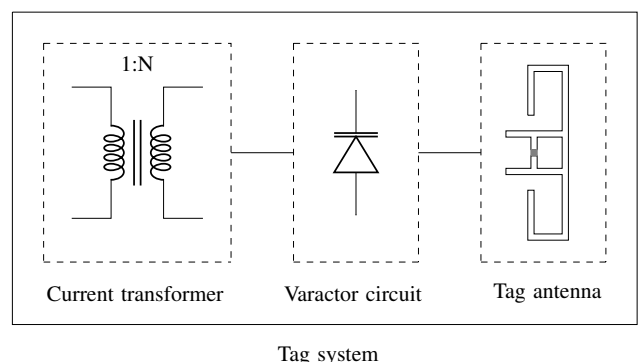 1:N
Current transformer
Varactor circuit
Tag antenna
Tag system